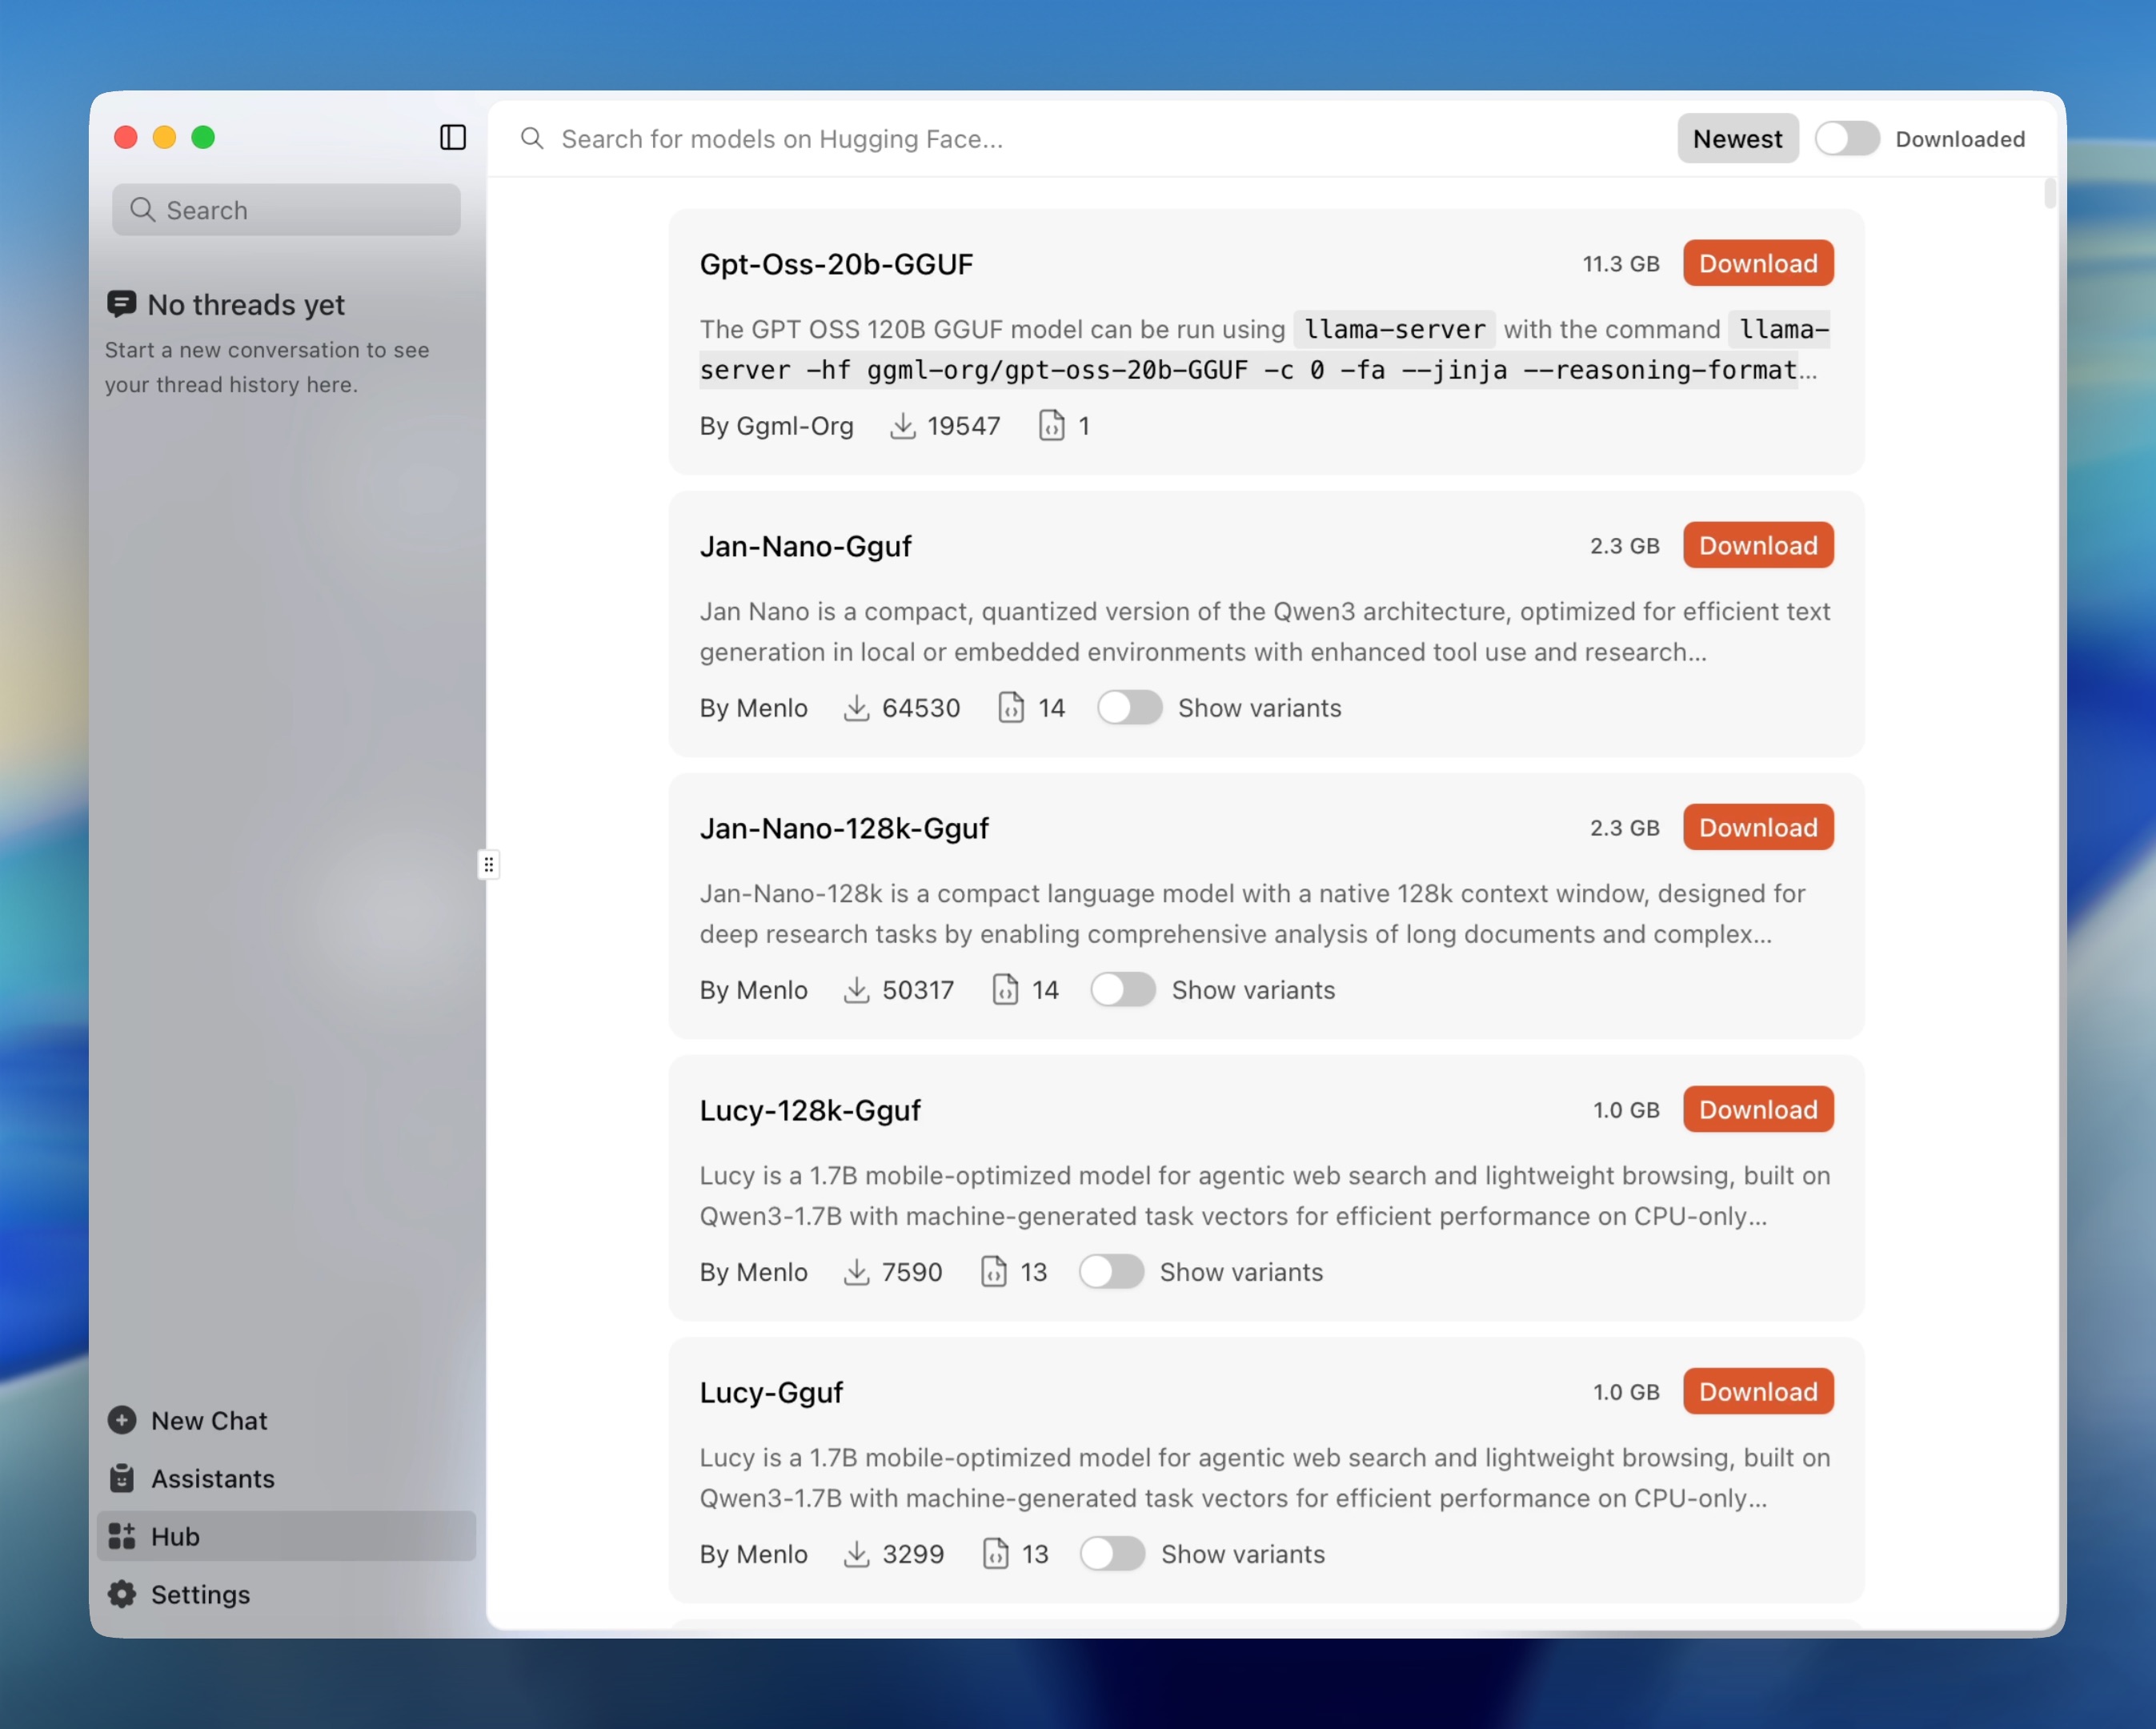 Search
No threads yet
Start a new conversation to see
your thread history here.
New Chat
Assistants
Hub
Settings
Search for models on Hugging Face...
Newest
Downloaded
Gpt-Oss-20b-GGUF
11.3 GB
Download
The GPT OSS 120B GGUF model can be run using llama-server with the command llama-
server -hf ggml-org/gpt-oss-20b-GGUF -c 0 -fa --jinja --reasoning-format...
By Ggml-Org 19547 1
Jan-Nano-Gguf
2.3 GB
Download
Jan Nano is a compact, quantized version of the Qwen3 architecture, optimized for efficient text
generation in local or embedded environments with enhanced tool use and research...
By Menlo 64530 14 Show variants
Jan-Nano-128k-Gguf
2.3 GB
Download
Jan-Nano-128k is a compact language model with a native 128k context window, designed for
deep research tasks by enabling comprehensive analysis of long documents and complex...
By Menlo 50317 14 Show variants
Lucy-128k-Gguf
1.0 GB
Download
Lucy is a 1.7B mobile-optimized model for agentic web search and lightweight browsing, built on
Qwen3-1.7B with machine-generated task vectors for efficient performance on CPU-only...
By Menlo 7590 13 Show variants
Lucy-Gguf
1.0 GB
Download
Lucy is a 1.7B mobile-optimized model for agentic web search and lightweight browsing, built on
Qwen3-1.7B with machine-generated task vectors for efficient performance on CPU-only...
By Menlo 3299 13 Show variants